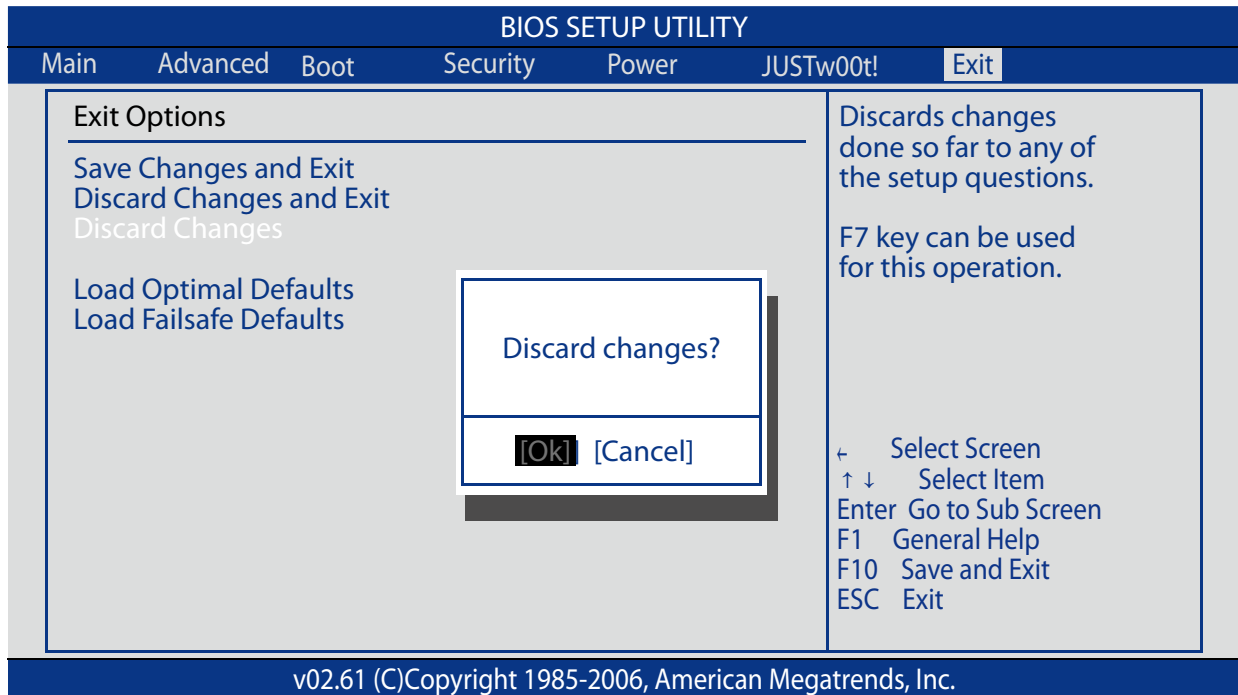 BIOS SETUP UTILITY
Main Advanced Boot Security Power JUSTw00t! Exit
Exit Options
Save Changes and Exit
Discard Changes and Exit
Discard Changes
Load Optimal Defaults
Load Failsafe Defaults
Discard changes?
[Ok] [Cancel]
Discards changes
done so far to any of
the setup questions.
F7 key can be used
for this operation.
← Select Screen
↑ ↓ Select Item
Enter Go to Sub Screen
F1 General Help
F10 Save and Exit
ESC Exit
v02.61 (C)Copyright 1985-2006, American Megatrends, Inc.